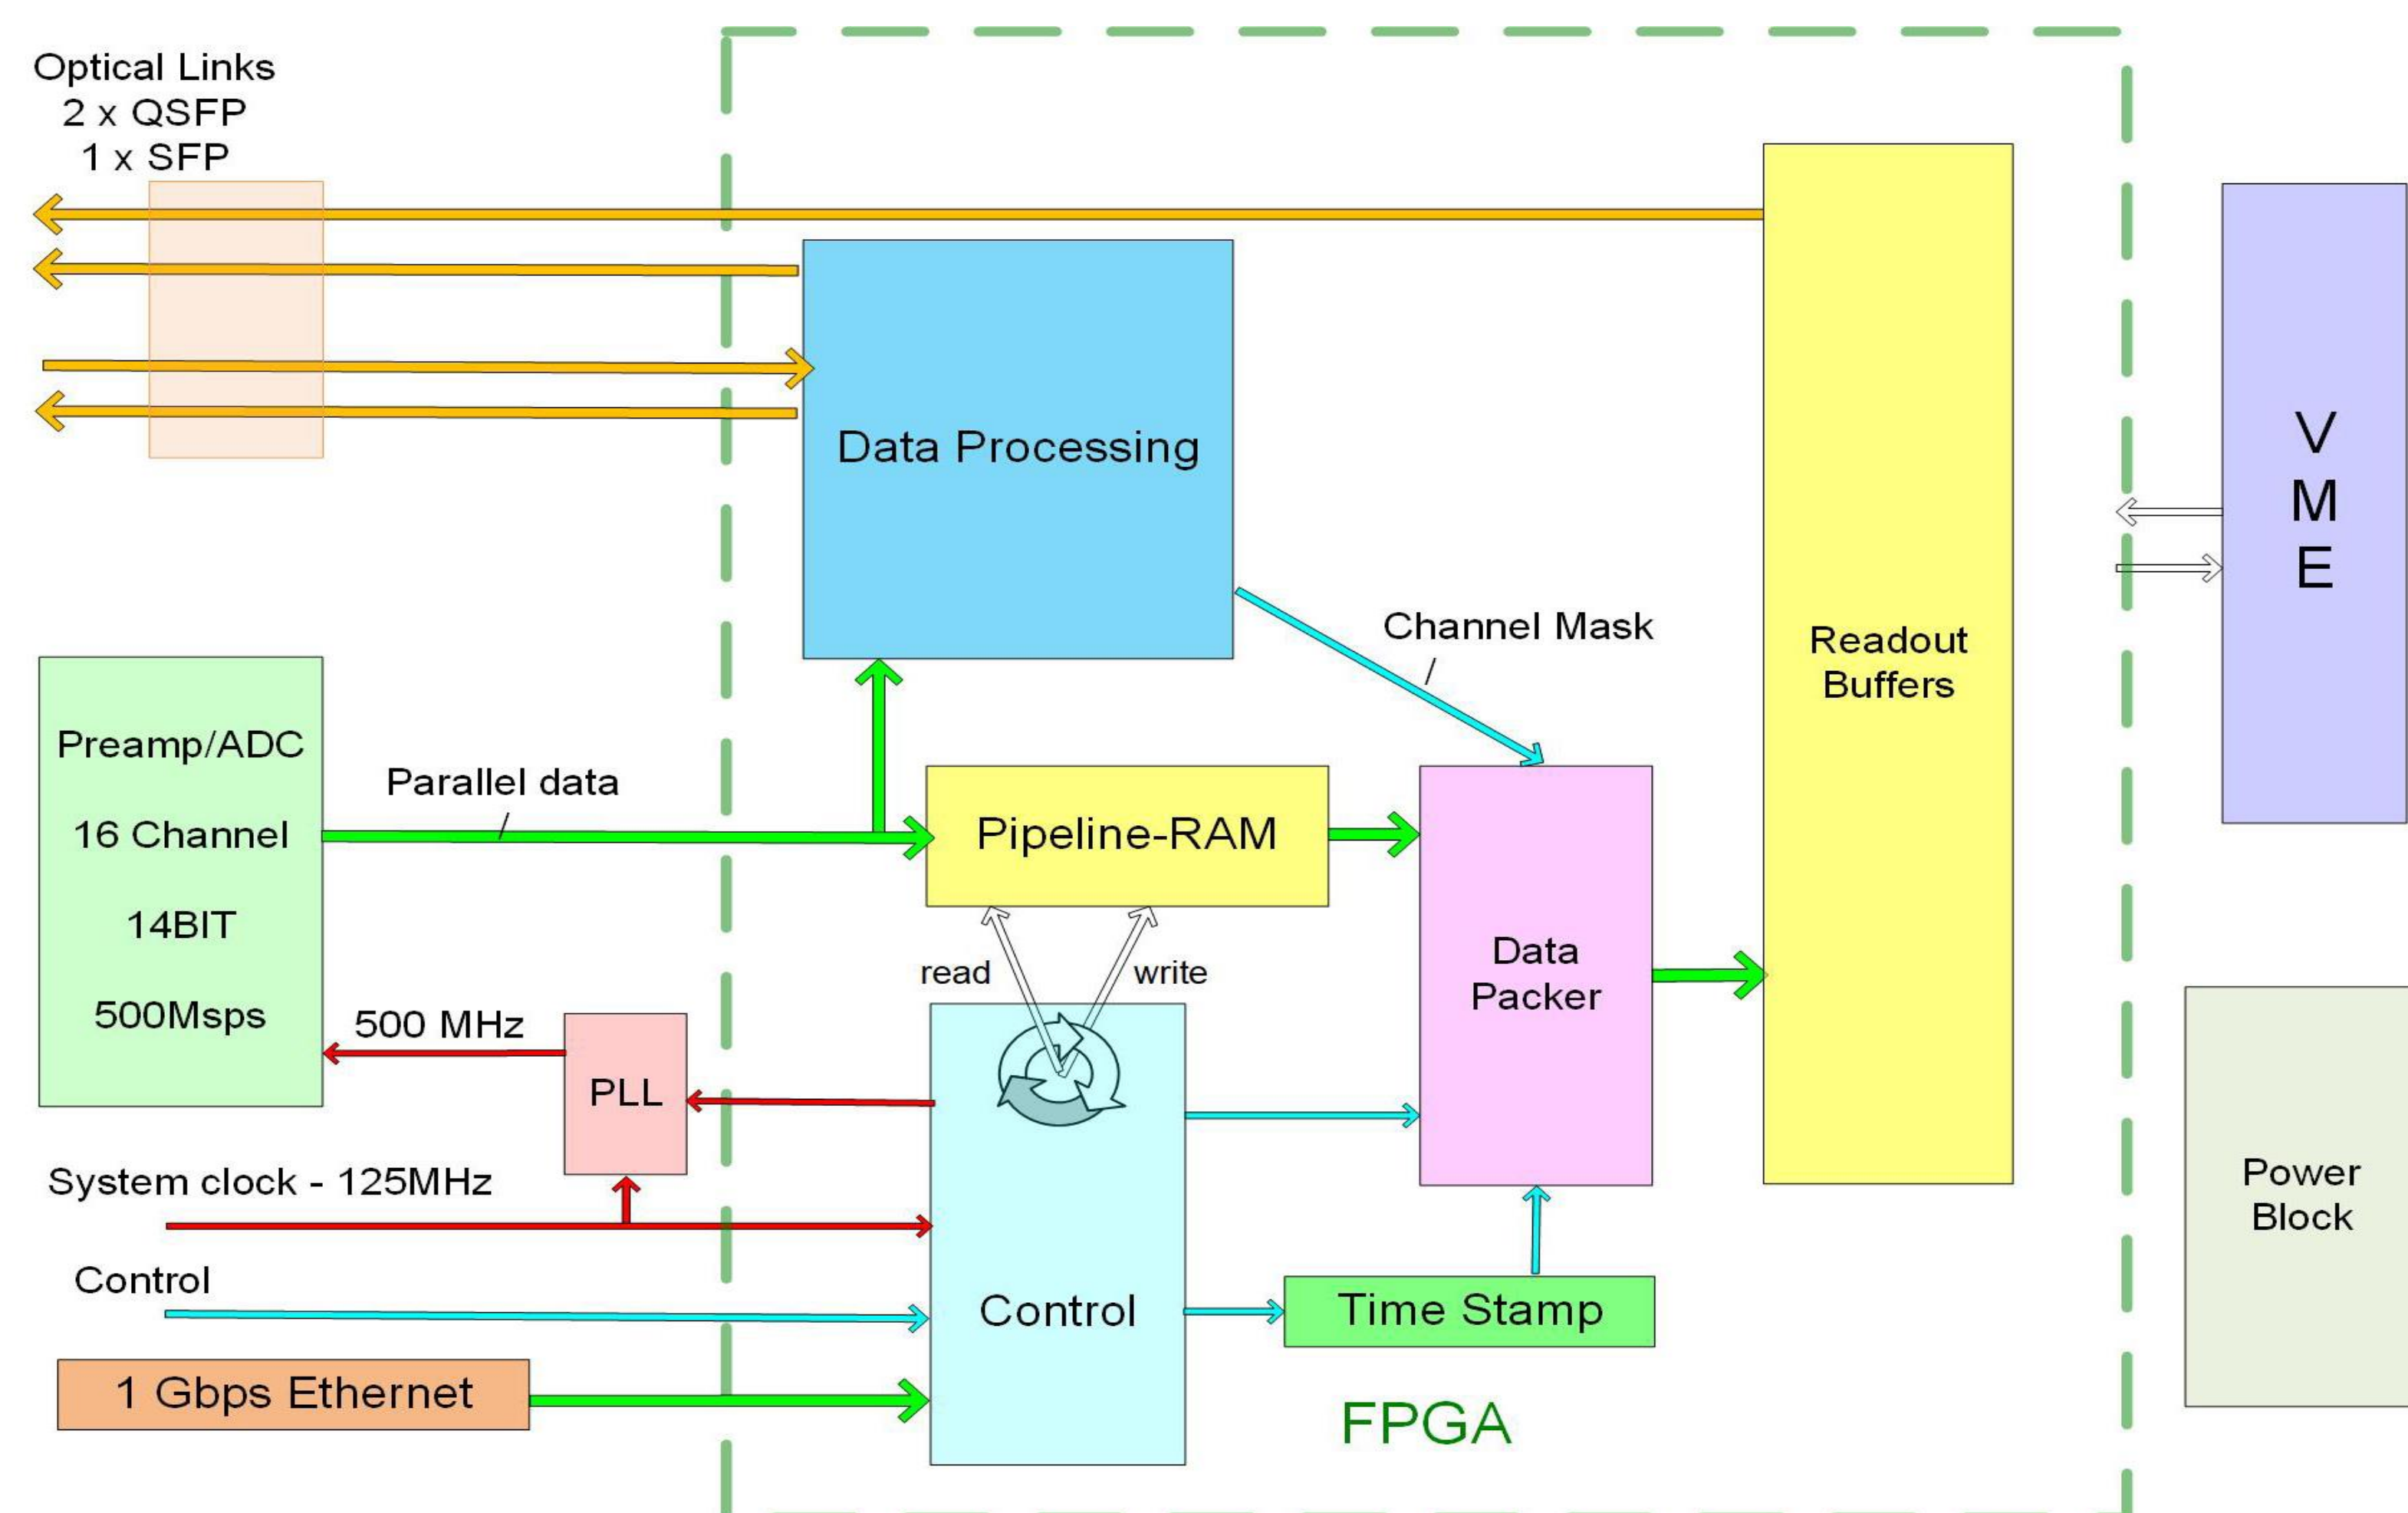 Optical Links
2 x QSFP
1 x SFP
Data Processing
V
M
E
Channel Mask
Readout
Buffers
Preamp/ADC
16 Channel
14BIT
500Msps
Parallel data
Pipeline-RAM
read
write
Data
Packer
500 MHz
PLL
System clock - 125MHz
Control
Control
Time Stamp
Power
Block
1 Gbps Ethernet
FPGA